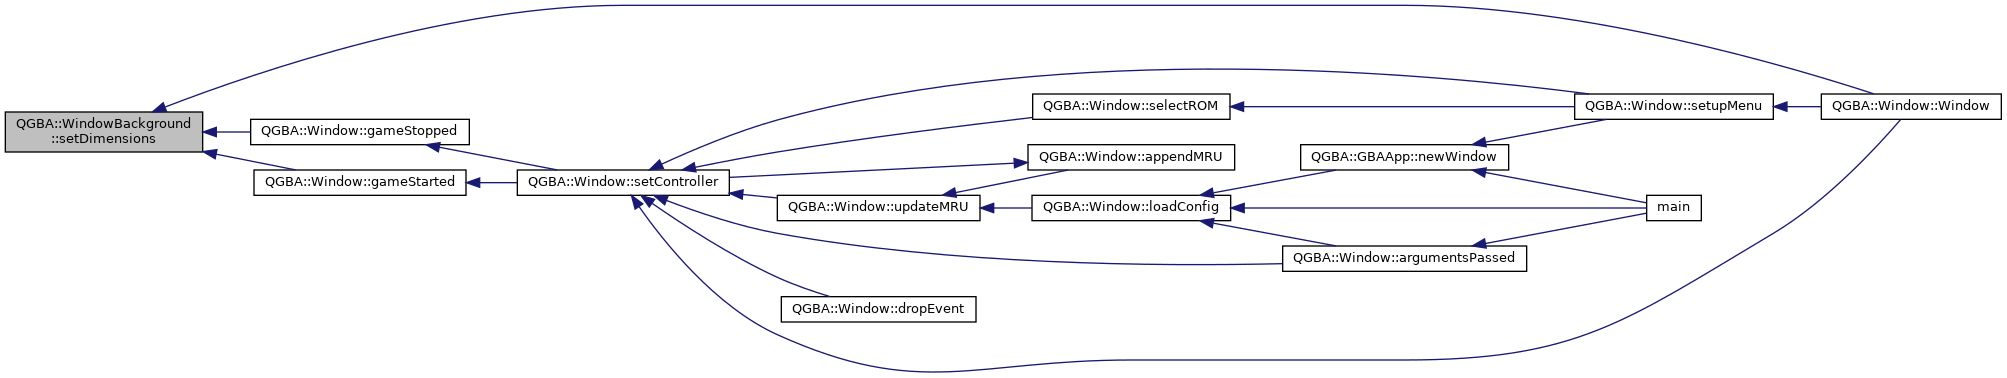 QGBA::WindowBackground
::setDimensions
QGBA::Window::gameStopped
QGBA::Window::gameStarted
QGBA::Window::setController
QGBA::Window::updateMRU
QGBA::Window::dropEvent
QGBA::Window::selectROM
QGBA::Window::appendMRU
QGBA::Window::loadConfig
QGBA::GBAApp::newWindow
QGBA::Window::argumentsPassed
QGBA::Window::setupMenu
main
QGBA::Window::Window